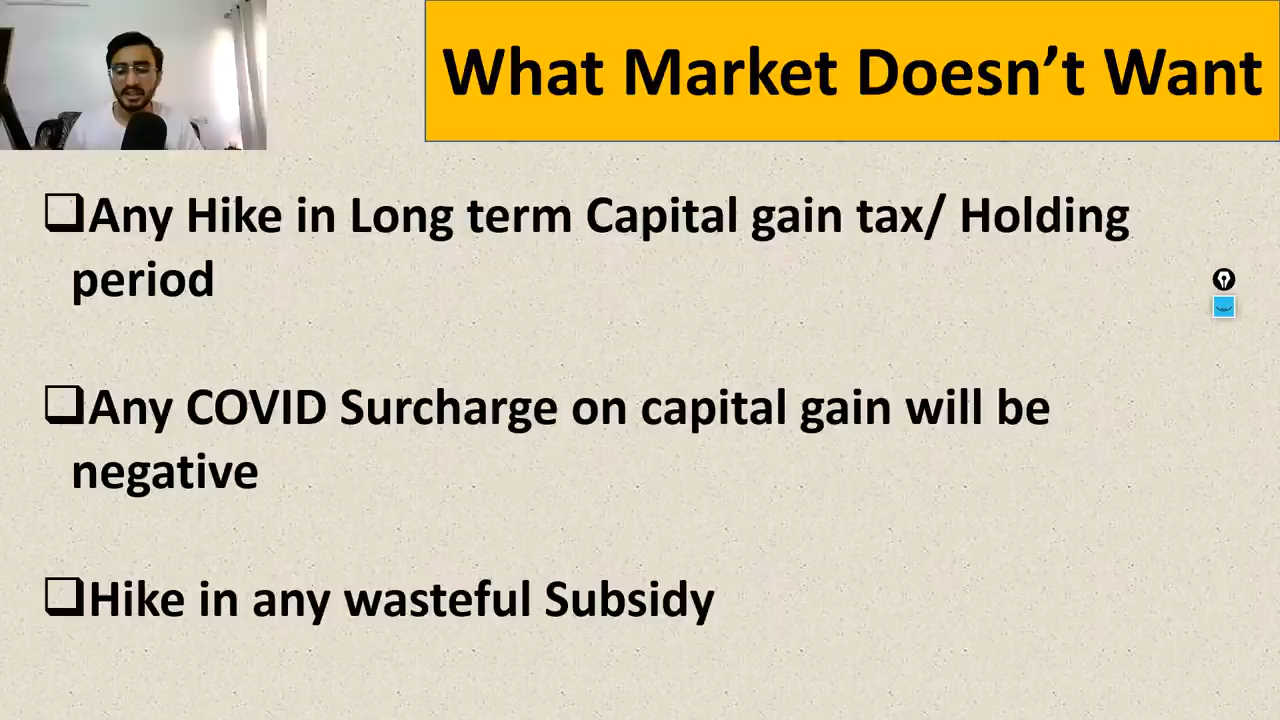 What Market Doesn’t Want
Any Hike in Long term Capital gain tax/ Holding
period
Any COVID Surcharge on capital gain will be
negative
Hike in any wasteful Subsidy